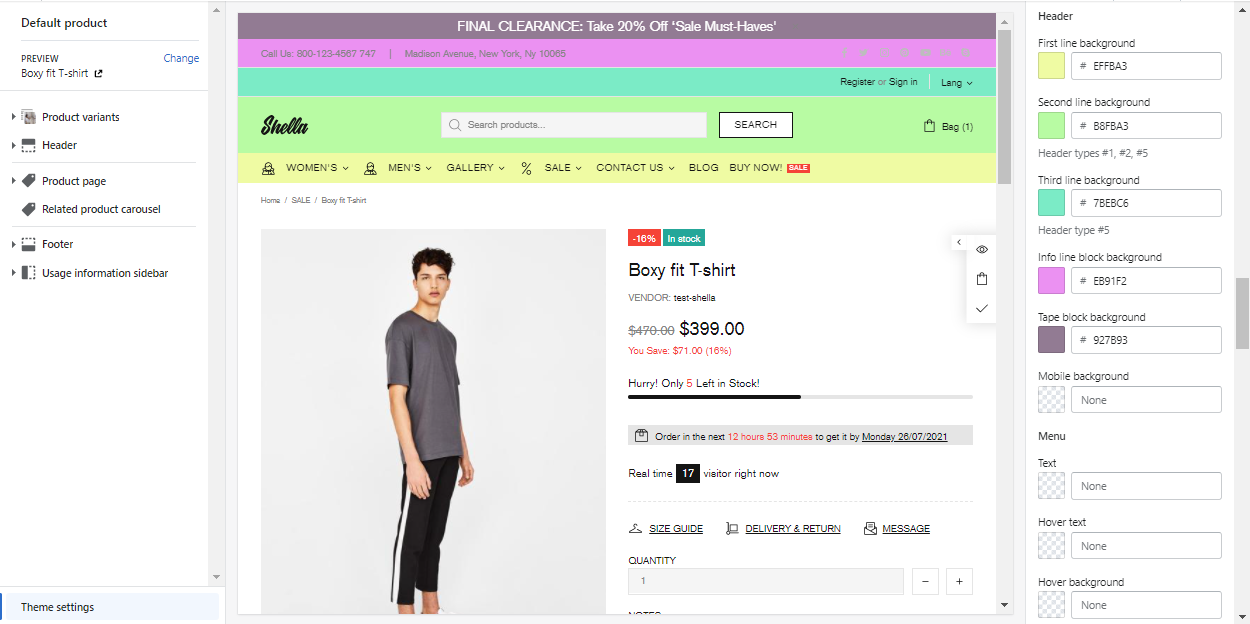 Default product
PREVIEW
Change
Boxy fit T-shirt
Product variants
Header
Product page
Related product carousel
Footer
Usage information sidebar
Theme settings
FINAL CLEARANCE: Take 20% Off 'Sale Must-Haves'
Call Us: 800-123-4567 747 | Madison Avenue, New York, Ny 10065
Register or Sign in
Lang
Shella
Search products...
SEARCH
Bag (1)
WOMEN'S MEN'S GALLERY % SALE CONTACT US BLOG BUY NOW! SALE
Home / SALE / Boxy fit T-shirt
-16% In stock
Boxy fit T-shirt
VENDOR: test-shella
$470.00 $399.00
You Save: $71.00 (16%)
Hurry! Only 5 Left in Stock!
Order in the next 12 hours 53 minutes to get it by Monday 26/07/2021
Real time 17 visitor right now
SIZE GUIDE DELIVERY & RETURN MESSAGE
QUANTITY
1 − +
NOTES
Header
First line background
# EFFBA3
Second line background
# B8FBA3
Header types #1, #2, #5
Third line background
# 7BEBC6
Header type #5
Info line block background
# EB91F2
Tape block background
# 927B93
Mobile background
None
Menu
Text
None
Hover text
None
Hover background
None